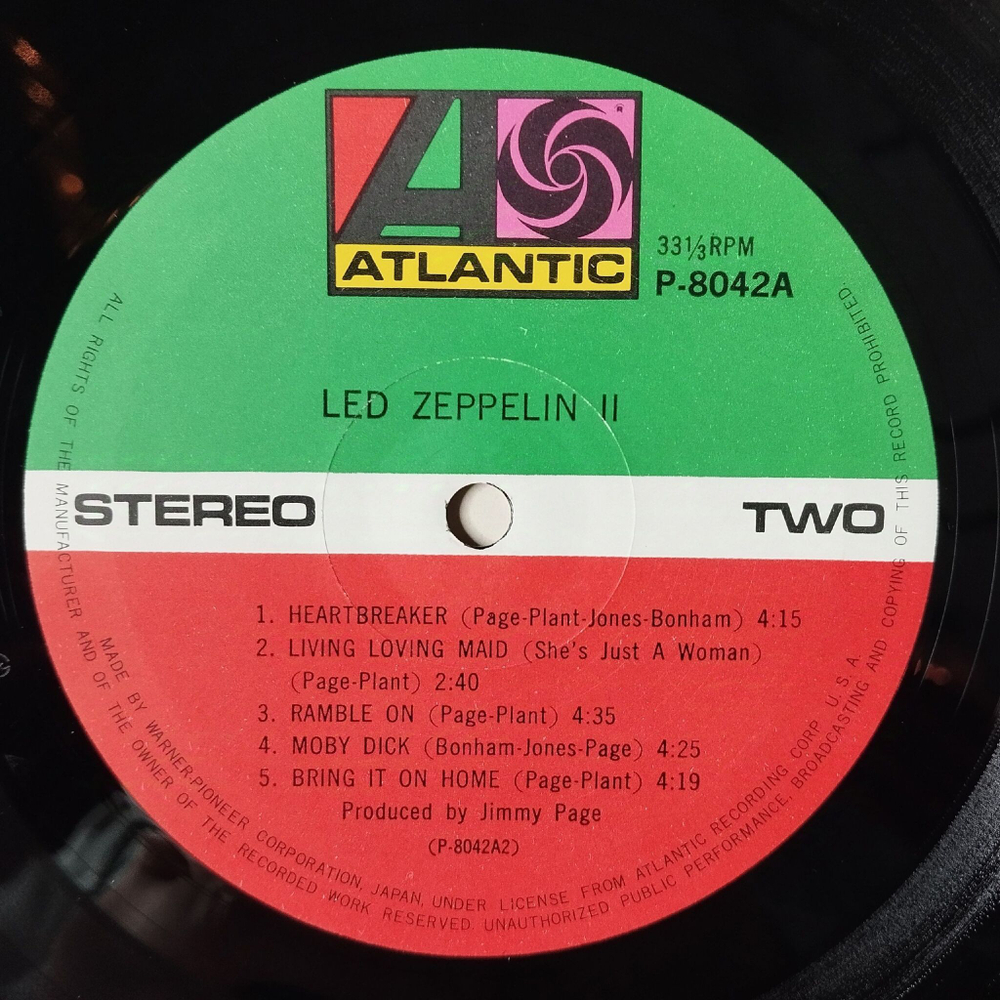 ATLANTIC
®
33⅓RPM
P-8042A
LED ZEPPELIN II
STEREO
TWO
1. HEARTBREAKER (Page-Plant-Jones-Bonham) 4:15
2. LIVING LOVING MAID (She's Just A Woman)
(Page-Plant) 2:40
3. RAMBLE ON (Page-Plant) 4:35
4. MOBY DICK (Bonham-Jones-Page) 4:25
5. BRING IT ON HOME (Page-Plant) 4:19
Produced by Jimmy Page
(P-8042A2)
MADE BY WARNER-PIONEER CORPORATION, JAPAN, UNDER LICENSE FROM ATLANTIC RECORDING CORP. U. S. A.
ALL RIGHTS OF THE MANUFACTURER AND OF THE OWNER OF THE RECORDED WORK RESERVED. UNAUTHORIZED PUBLIC PERFORMANCE, BROADCASTING AND COPYING OF THIS RECORD PROHIBITED.